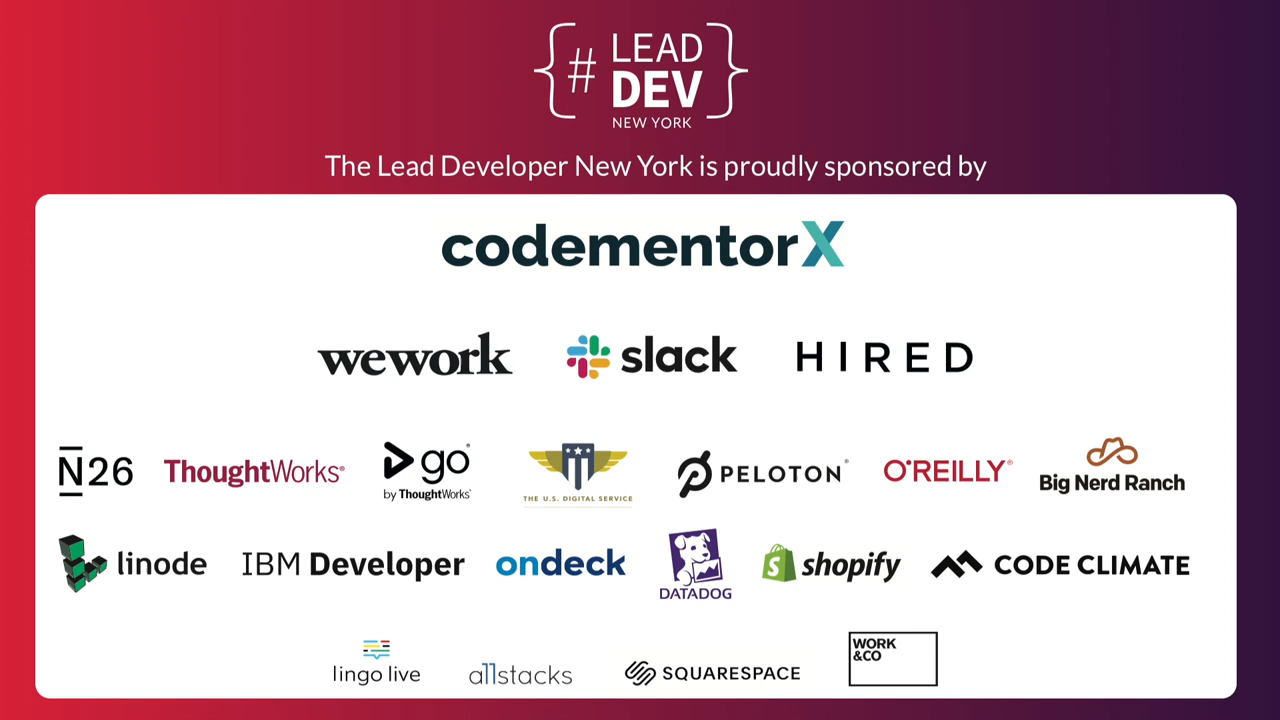 {# LEAD DEV NEW YORK}
The Lead Developer New York is proudly sponsored by
codementorX
wework slack HIRED
N26 ThoughtWorks® go® by ThoughtWorks® THE U.S. DIGITAL SERVICE PELOTON® O'REILLY® Big Nerd Ranch
linode IBM Developer ondeck DATADOG shopify CODE CLIMATE
lingo live allstacks SQUARESPACE WORK &CO